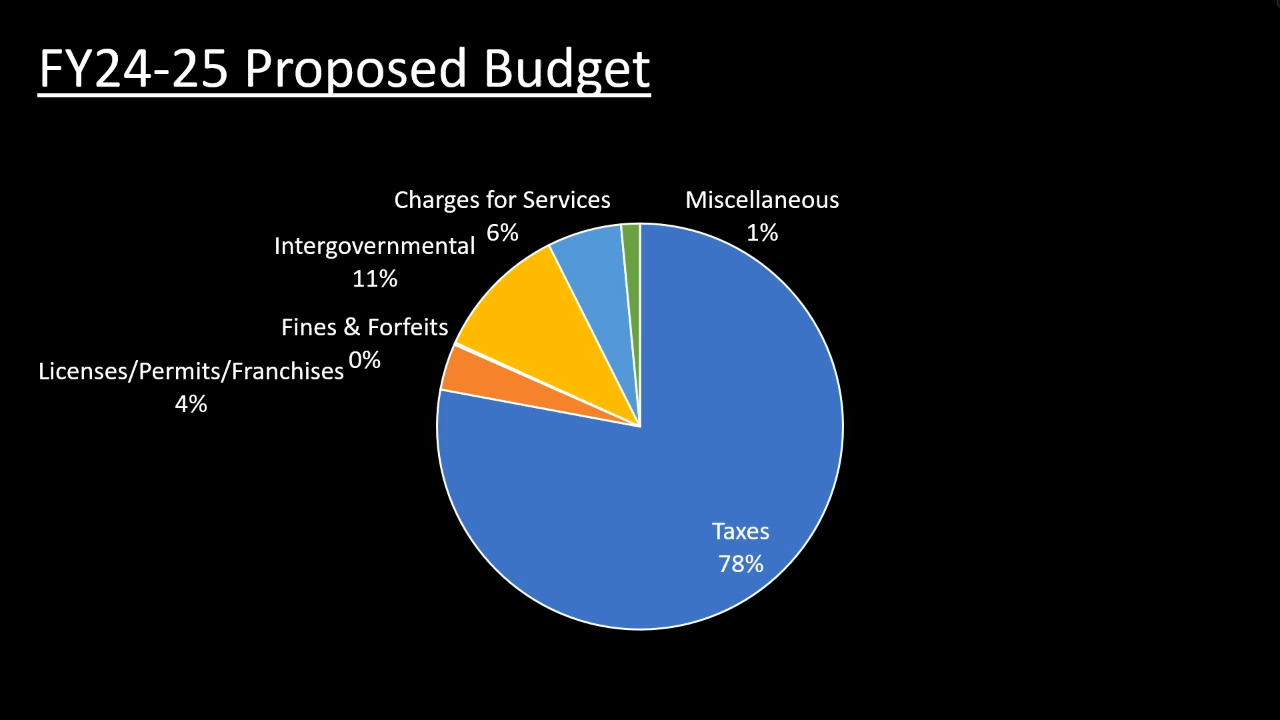 FY24-25 Proposed Budget
Charges for Services
6%
Miscellaneous
1%
Intergovernmental
11%
Fines & Forfeits
0%
Licenses/Permits/Franchises
4%
Taxes
78%